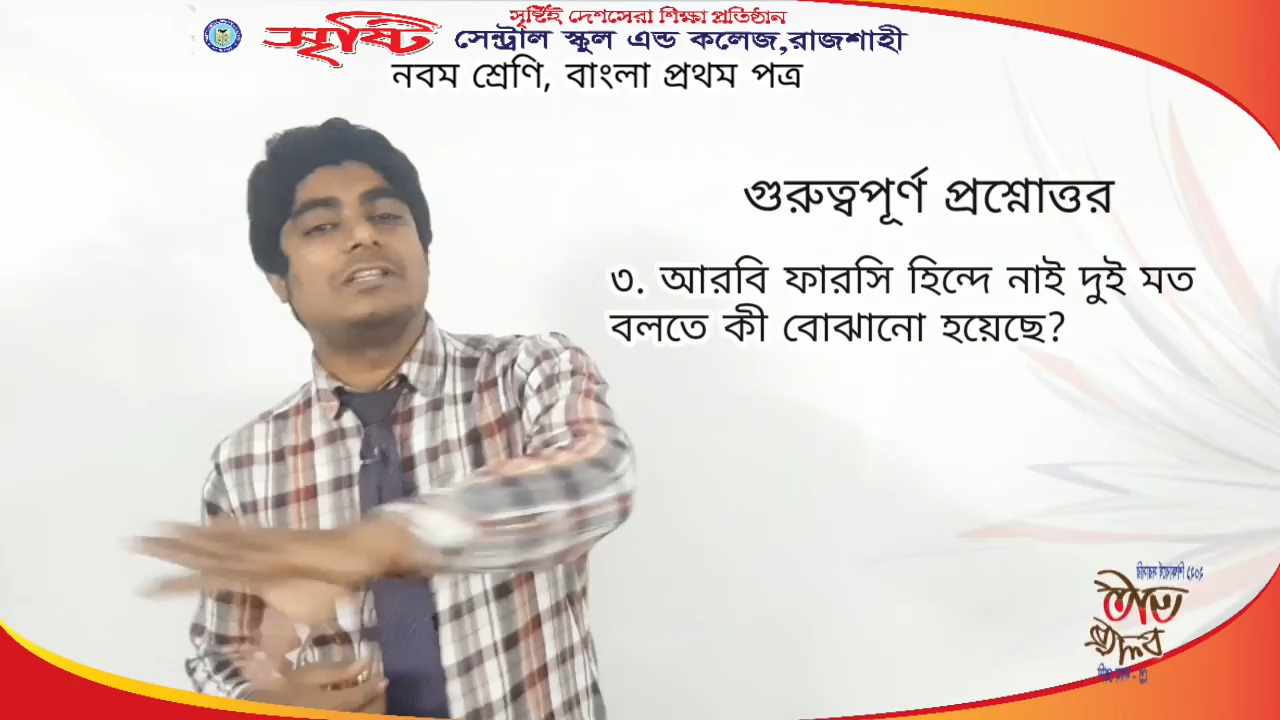 সৃষ্টিই দেশসেরা শিক্ষা প্রতিষ্ঠান
সৃষ্টি সেন্ট্রাল স্কুল এন্ড কলেজ,রাজশাহী
নবম শ্রেণি, বাংলা প্রথম পত্র
গুরুত্বপূর্ণ প্রশ্নোত্তর
৩. আরবি ফারসি হিন্দে নাই দুই মত
বলতে কী বোঝানো হয়েছে?